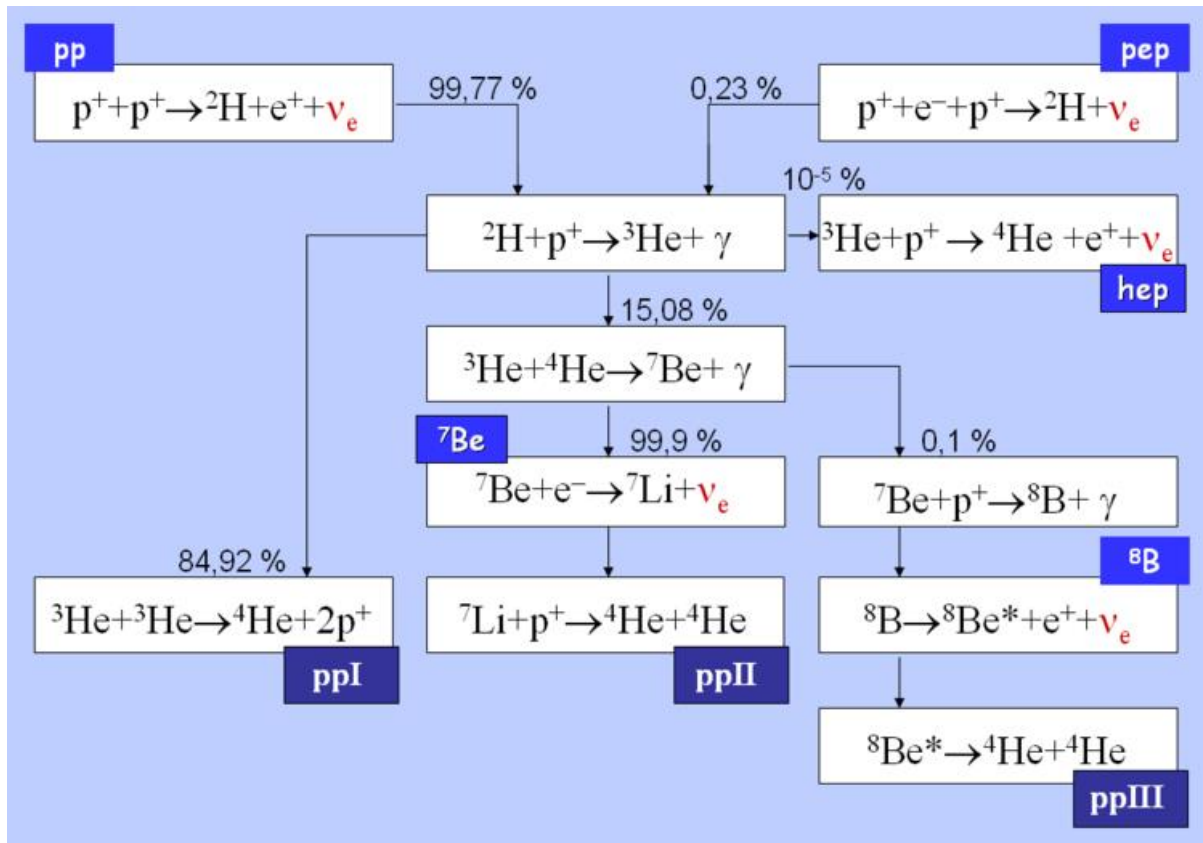 pp
pep
99,77 %
0,23 %
p⁺+p⁺→²H+e⁺+νₑ
p⁺+e⁻+p⁺→²H+νₑ
10⁻⁵ %
²H+p⁺→³He+ γ
³He+p⁺ → ⁴He +e⁺+νₑ
hep
15,08 %
³He+⁴He→⁷Be+ γ
⁷Be
99,9 %
0,1 %
⁷Be+e⁻→⁷Li+νₑ
⁷Be+p⁺→⁸B+ γ
84,92 %
⁸B
³He+³He→⁴He+2p⁺
⁷Li+p⁺→⁴He+⁴He
⁸B→⁸Be*+e⁺+νₑ
ppI
ppII
⁸Be*→⁴He+⁴He
ppIII